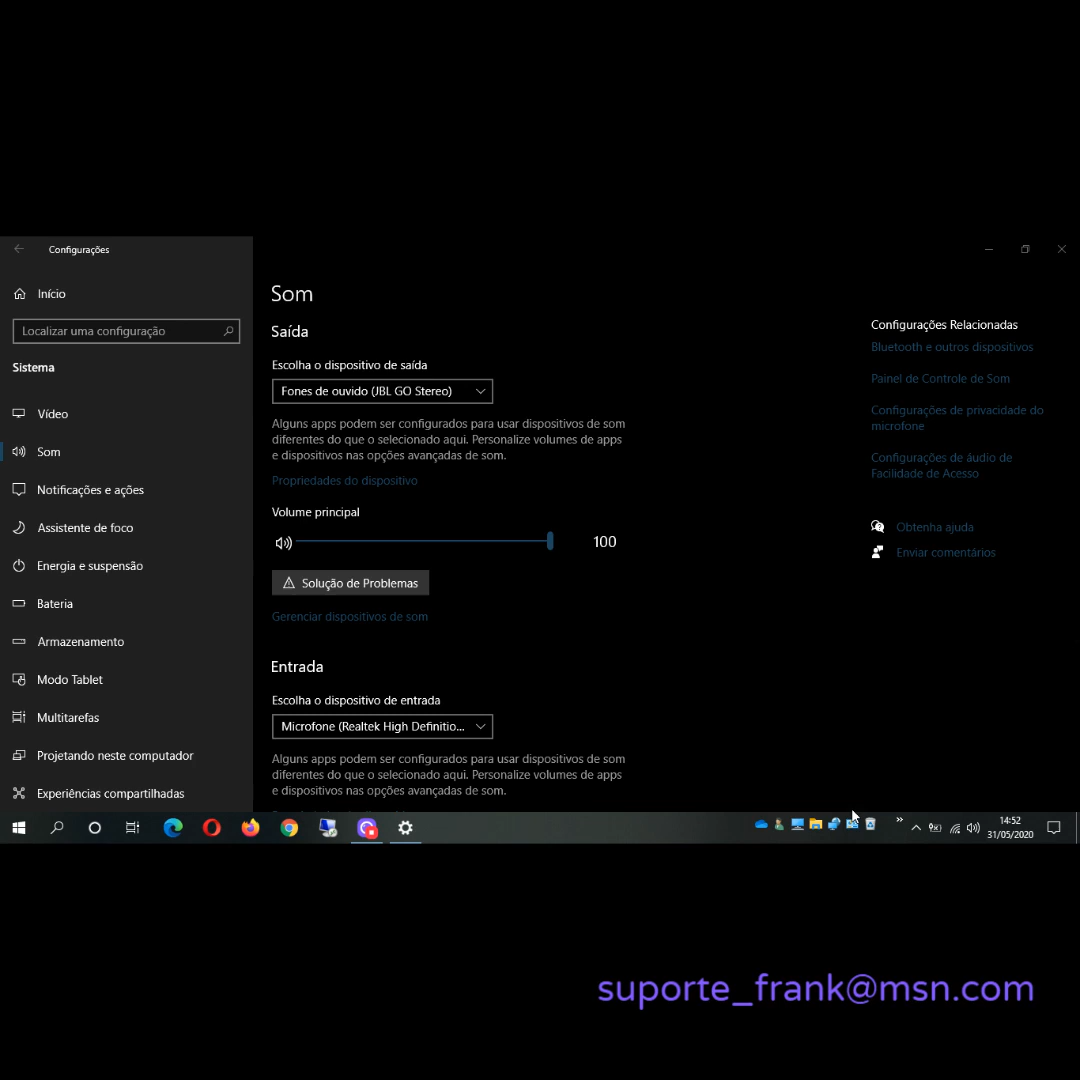 Configurações
Início
Localizar uma configuração
Sistema
Vídeo
Som
Notificações e ações
Assistente de foco
Energia e suspensão
Bateria
Armazenamento
Modo Tablet
Multitarefas
Projetando neste computador
Experiências compartilhadas
Som
Saída
Escolha o dispositivo de saída
Fones de ouvido (JBL GO Stereo)
Alguns apps podem ser configurados para usar dispositivos de som
diferentes do que o selecionado aqui. Personalize volumes de apps
e dispositivos nas opções avançadas de som.
Propriedades do dispositivo
Volume principal
100
Solução de Problemas
Gerenciar dispositivos de som
Entrada
Escolha o dispositivo de entrada
Microfone (Realtek High Definitio...
Alguns apps podem ser configurados para usar dispositivos de som
diferentes do que o selecionado aqui. Personalize volumes de apps
e dispositivos nas opções avançadas de som.
Configurações Relacionadas
Bluetooth e outros dispositivos
Painel de Controle de Som
Configurações de privacidade do
microfone
Configurações de áudio de
Facilidade de Acesso
Obtenha ajuda
Enviar comentários
14:52
31/05/2020
suporte_frank@msn.com